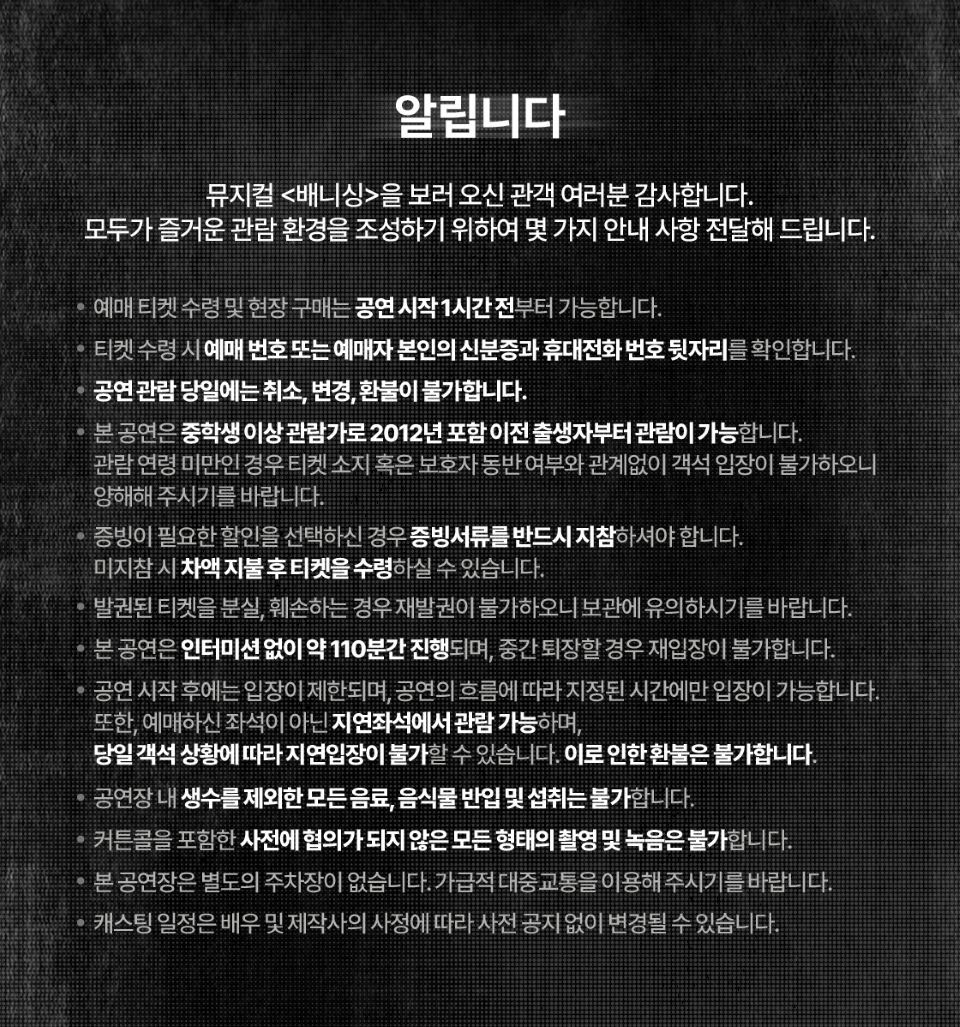 알립니다
뮤지컬 <배니싱>을 보러 오신 관객 여러분 감사합니다.
모두가 즐거운 관람 환경을 조성하기 위하여 몇 가지 안내 사항 전달해 드립니다.
• 예매 티켓 수령 및 현장 구매는 공연 시작 1시간 전부터 가능합니다.
• 티켓 수령 시 예매 번호 또는 예매자 본인의 신분증과 휴대전화 번호 뒷자리를 확인합니다.
• 공연 관람 당일에는 취소, 변경, 환불이 불가합니다.
• 본 공연은 중학생 이상 관람가로 2012년 포함 이전 출생자부터 관람이 가능합니다.
관람 연령 미만인 경우 티켓 소지 혹은 보호자 동반 여부와 관계없이 객석 입장이 불가하오니
양해해 주시기를 바랍니다.
• 증빙이 필요한 할인을 선택하신 경우 증빙서류를 반드시 지참하셔야 합니다.
미지참 시 차액 지불 후 티켓을 수령하실 수 있습니다.
• 발권된 티켓을 분실, 훼손하는 경우 재발권이 불가하오니 보관에 유의하시기를 바랍니다.
• 본 공연은 인터미션 없이 약 110분간 진행되며, 중간 퇴장할 경우 재입장이 불가합니다.
• 공연 시작 후에는 입장이 제한되며, 공연의 흐름에 따라 지정된 시간에만 입장이 가능합니다.
또한, 예매하신 좌석이 아닌 지연좌석에서 관람 가능하며,
당일 객석 상황에 따라 지연입장이 불가할 수 있습니다. 이로 인한 환불은 불가합니다.
• 공연장 내 생수를 제외한 모든 음료, 음식물 반입 및 섭취는 불가합니다.
• 커튼콜을 포함한 사전에 협의가 되지 않은 모든 형태의 촬영 및 녹음은 불가합니다.
• 본 공연장은 별도의 주차장이 없습니다. 가급적 대중교통을 이용해 주시기를 바랍니다.
• 캐스팅 일정은 배우 및 제작사의 사정에 따라 사전 공지 없이 변경될 수 있습니다.